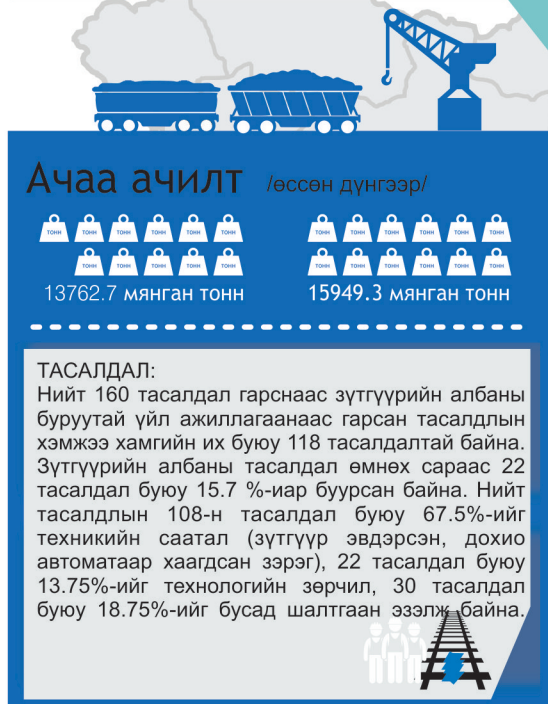 Ачаа ачилт /өссөн дүнгээр/
тонн тонн тонн тонн тонн тонн тонн тонн тонн тонн тонн тонн
тонн тонн тонн тонн тонн тонн тонн тонн тонн тонн тонн
13762.7 мянган тонн 15949.3 мянган тонн
ТАСАЛДАЛ:
Нийт 160 тасалдал гарснаас зүтгүүрийн албаны
буруутай үйл ажиллагаанаас гарсан тасалдлын
хэмжээ хамгийн их буюу 118 тасалдалтай байна.
Зүтгүүрийн албаны тасалдал өмнөх сараас 22
тасалдал буюу 15.7 %-иар буурсан байна. Нийт
тасалдлын 108-н тасалдал буюу 67.5%-ийг
техникийн саатал (зүтгүүр эвдэрсэн, дохио
автоматаар хаагдсан зэрэг), 22 тасалдал буюу
13.75%-ийг технологийн зөрчил, 30 тасалдал
буюу 18.75%-ийг бусад шалтгаан эзэлж байна.